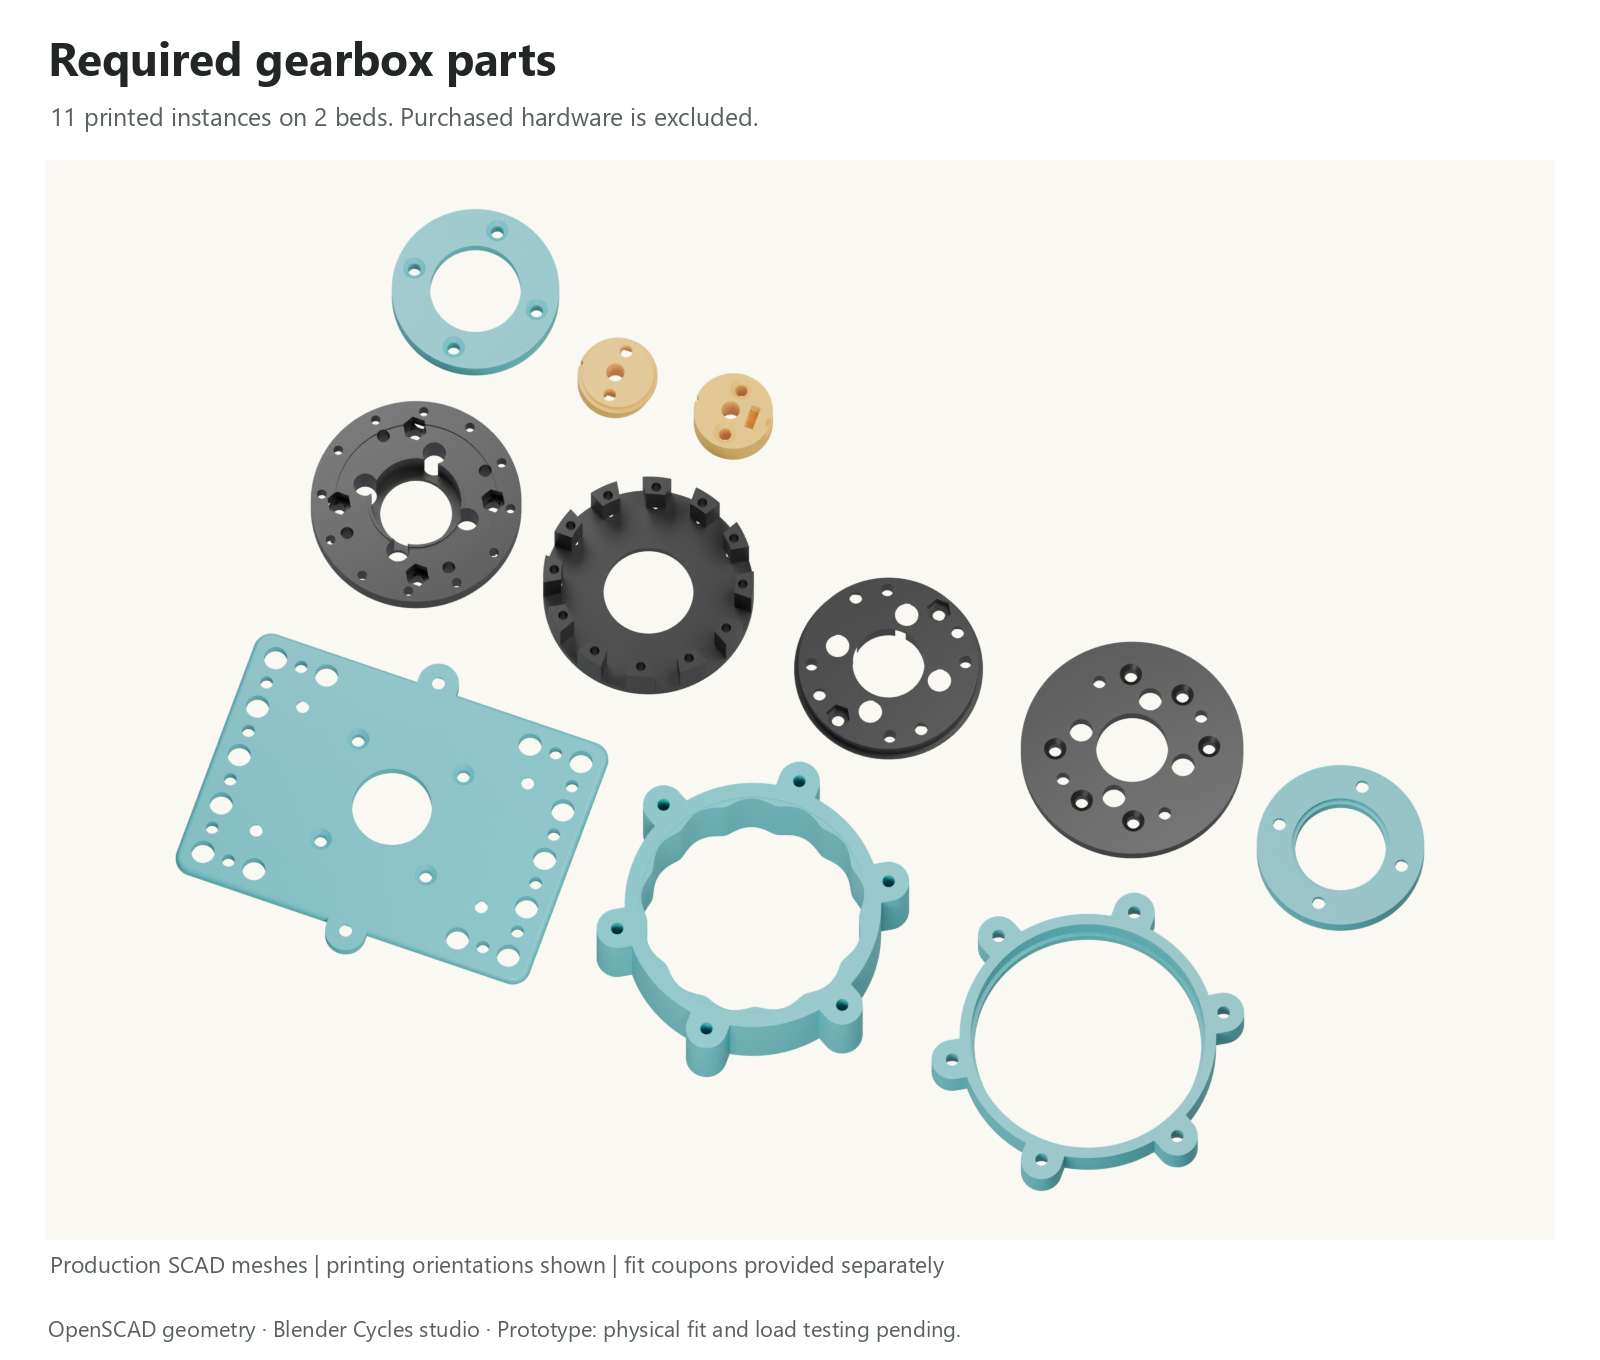 Required gearbox parts
11 printed instances on 2 beds. Purchased hardware is excluded.
Production SCAD meshes | printing orientations shown | fit coupons provided separately
OpenSCAD geometry · Blender Cycles studio · Prototype: physical fit and load testing pending.